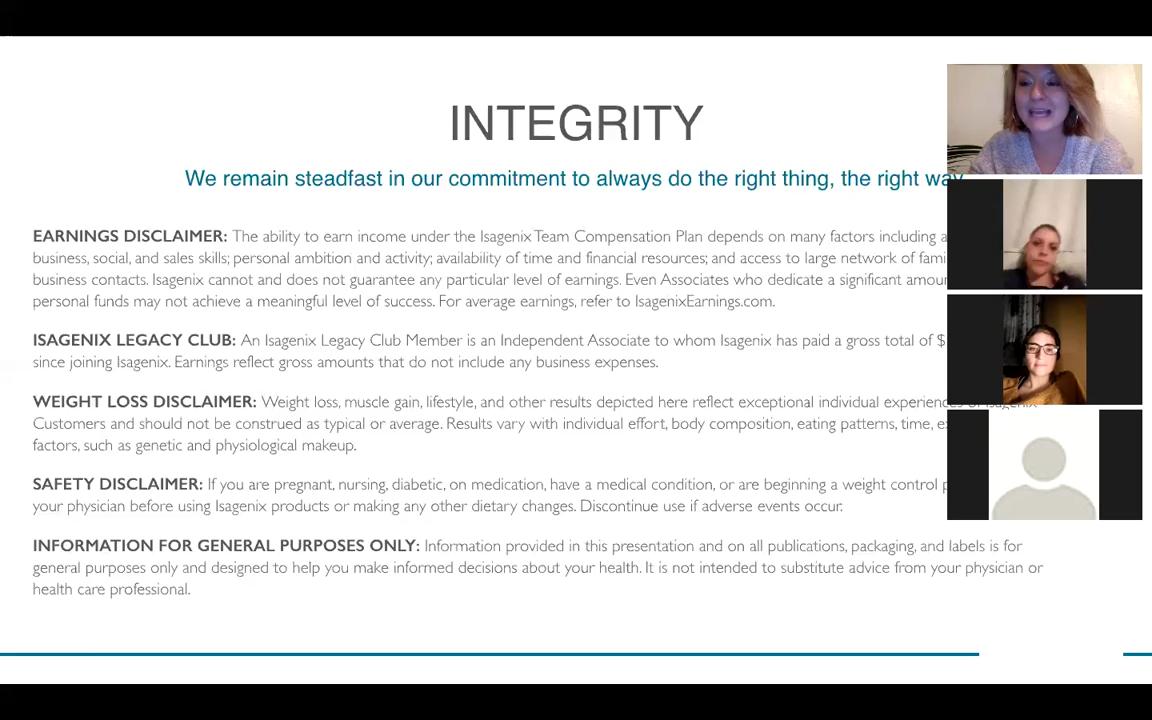 INTEGRITY
We remain steadfast in our commitment to always do the right thing, the right way
EARNINGS DISCLAIMER: The ability to earn income under the Isagenix Team Compensation Plan depends on many factors including
business, social, and sales skills; personal ambition and activity; availability of time and financial resources; and access to large network of
business contacts. Isagenix cannot and does not guarantee any particular level of earnings. Even Associates who dedicate a significant
personal funds may not achieve a meaningful level of success. For average earnings, refer to IsagenixEarnings.com.
ISAGENIX LEGACY CLUB: An Isagenix Legacy Club Member is an Independent Associate to whom Isagenix has paid a gross total of $
since joining Isagenix. Earnings reflect gross amounts that do not include any business expenses.
WEIGHT LOSS DISCLAIMER: Weight loss, muscle gain, lifestyle, and other results depicted here reflect exceptional individual experiences of Isagenix
Customers and should not be construed as typical or average. Results vary with individual effort, body composition, eating patterns, time,
factors, such as genetic and physiological makeup.
SAFETY DISCLAIMER: If you are pregnant, nursing, diabetic, on medication, have a medical condition, or are beginning a weight control
your physician before using Isagenix products or making any other dietary changes. Discontinue use if adverse events occur.
INFORMATION FOR GENERAL PURPOSES ONLY: Information provided in this presentation and on all publications, packaging, and labels is for
general purposes only and designed to help you make informed decisions about your health. It is not intended to substitute advice from your physician or
health care professional.